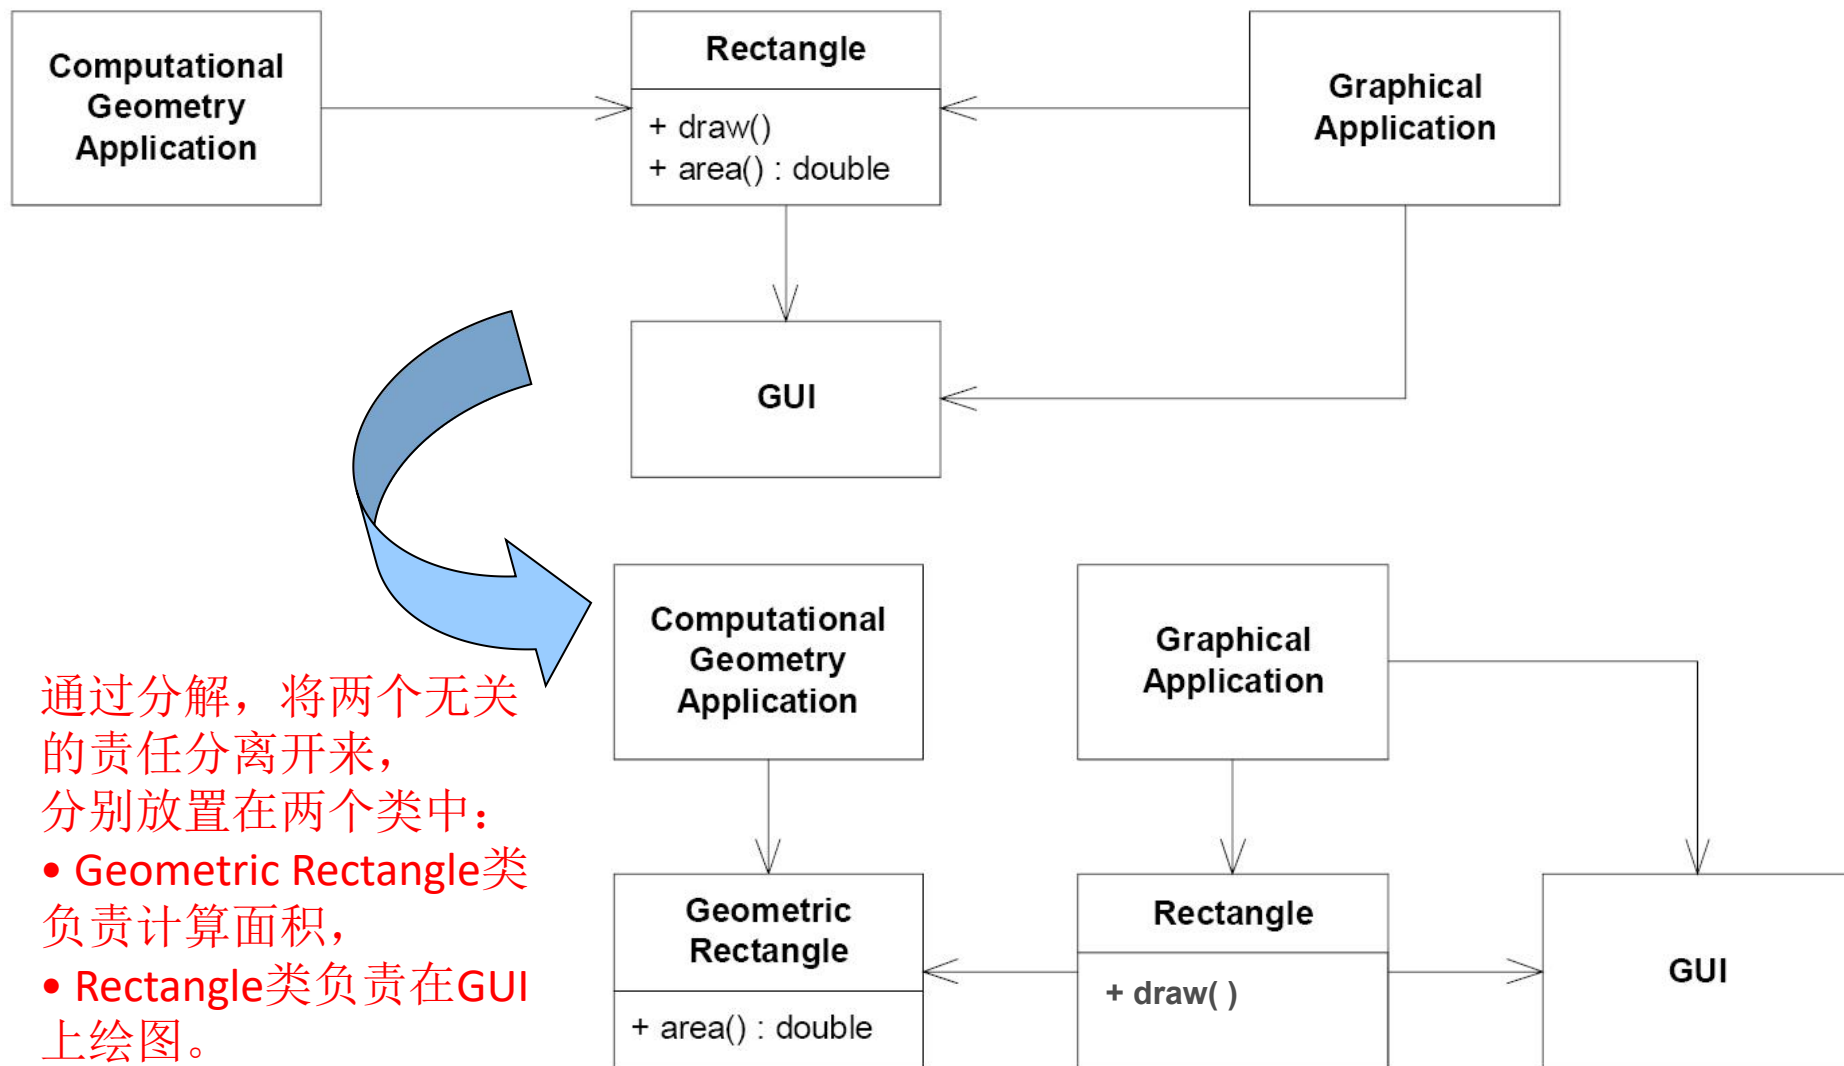 Computational
Geometry
Application
Rectangle
+ draw()
+ area() : double
Graphical
Application
GUI
Computational
Geometry
Application
Graphical
Application
Geometric
Rectangle
+ area() : double
Rectangle
+ draw( )
GUI
通过分解，将两个无关
的责任分离开来，
分别放置在两个类中：
• Geometric Rectangle类
负责计算面积，
• Rectangle类负责在GUI
上绘图。